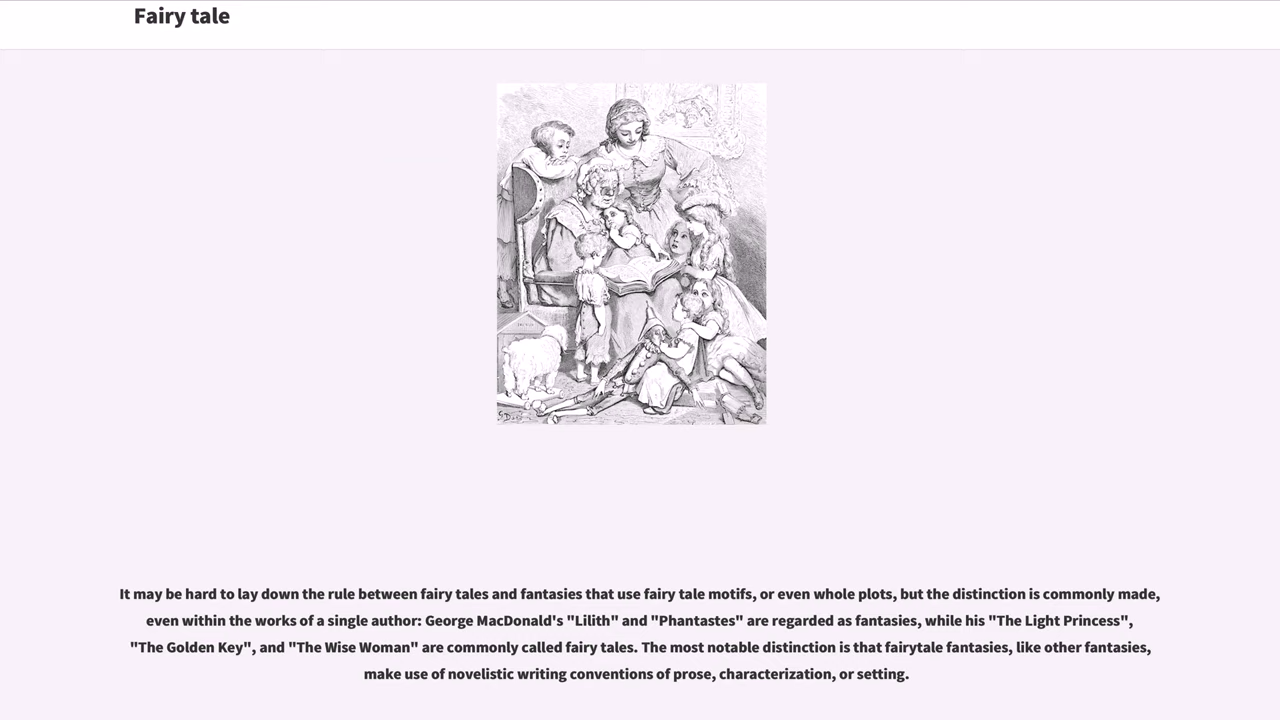 Fairy tale
It may be hard to lay down the rule between fairy tales and fantasies that use fairy tale motifs, or even whole plots, but the distinction is commonly made,
even within the works of a single author: George MacDonald's "Lilith" and "Phantastes" are regarded as fantasies, while his "The Light Princess",
"The Golden Key", and "The Wise Woman" are commonly called fairy tales. The most notable distinction is that fairytale fantasies, like other fantasies,
make use of novelistic writing conventions of prose, characterization, or setting.